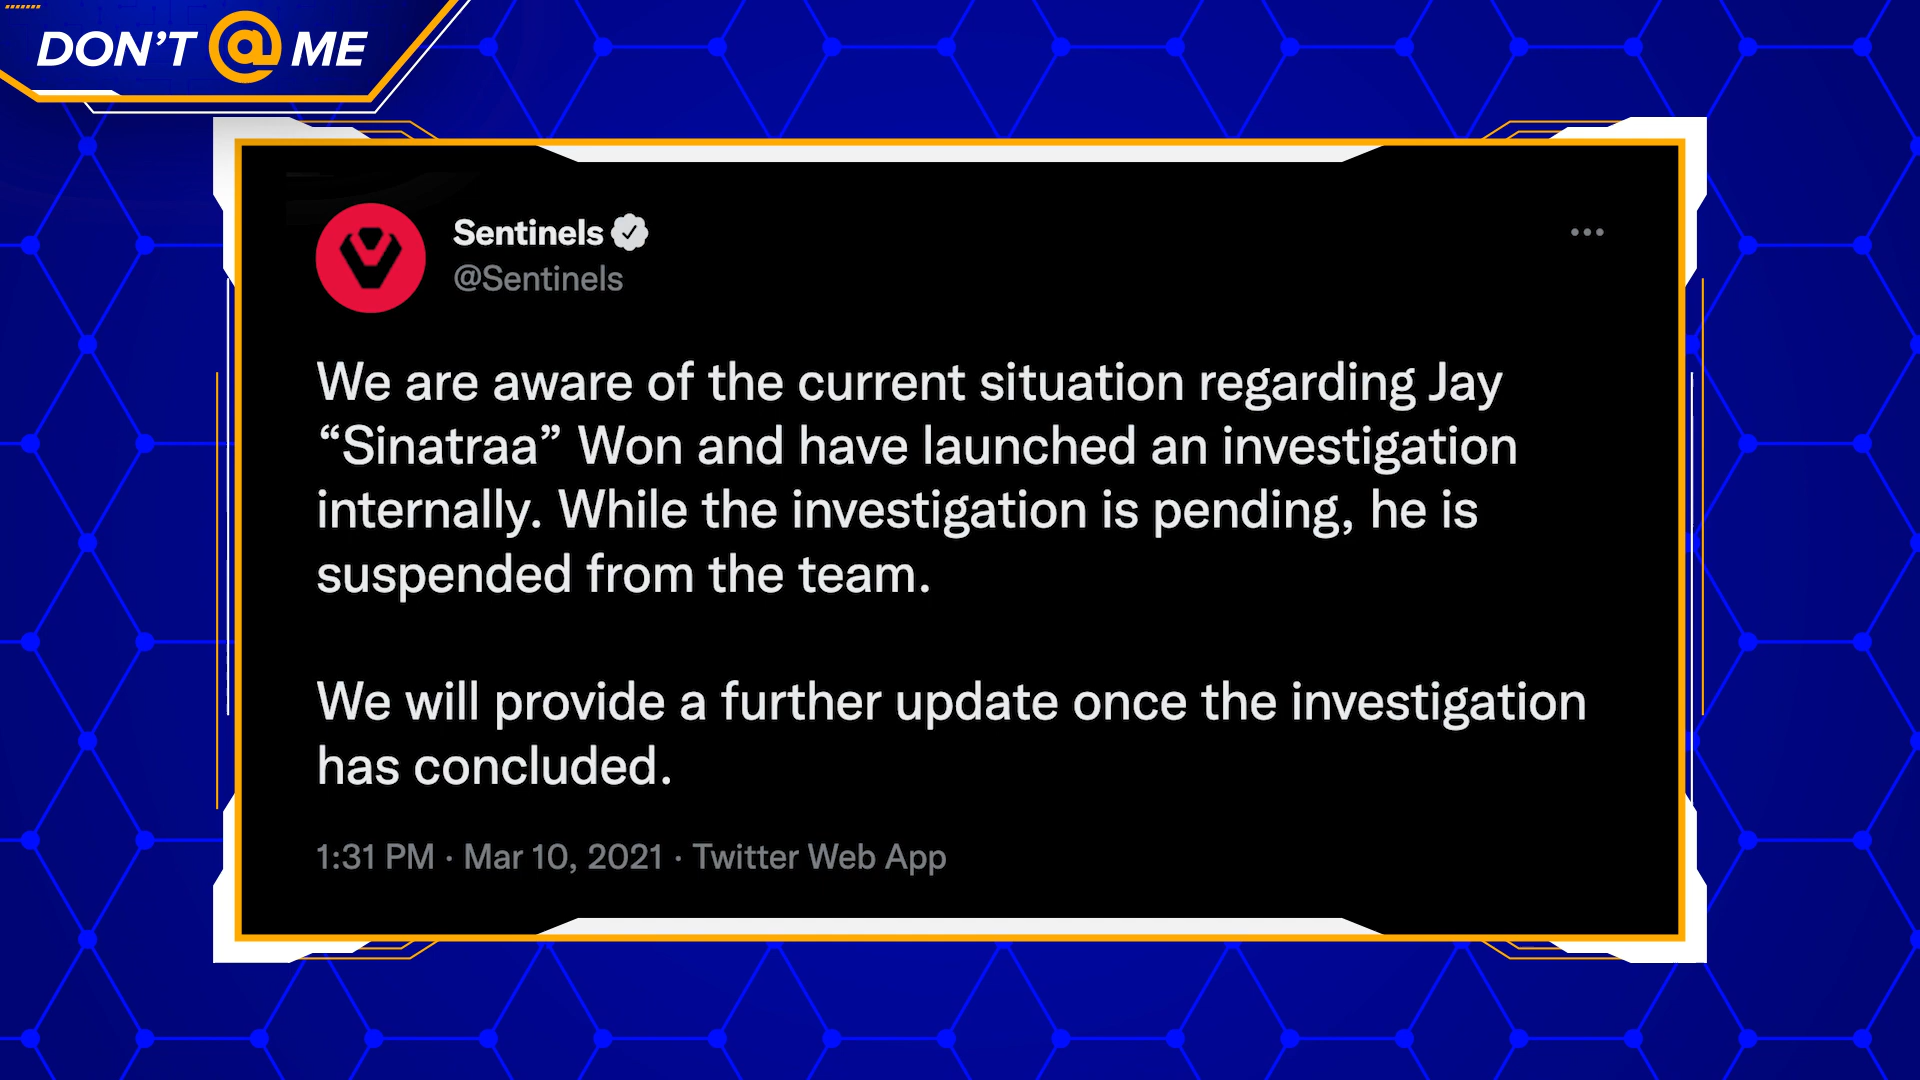 DON'T @ ME
Sentinels
@Sentinels
We are aware of the current situation regarding Jay
“Sinatraa” Won and have launched an investigation
internally. While the investigation is pending, he is
suspended from the team.
We will provide a further update once the investigation
has concluded.
1:31 PM · Mar 10, 2021 · Twitter Web App